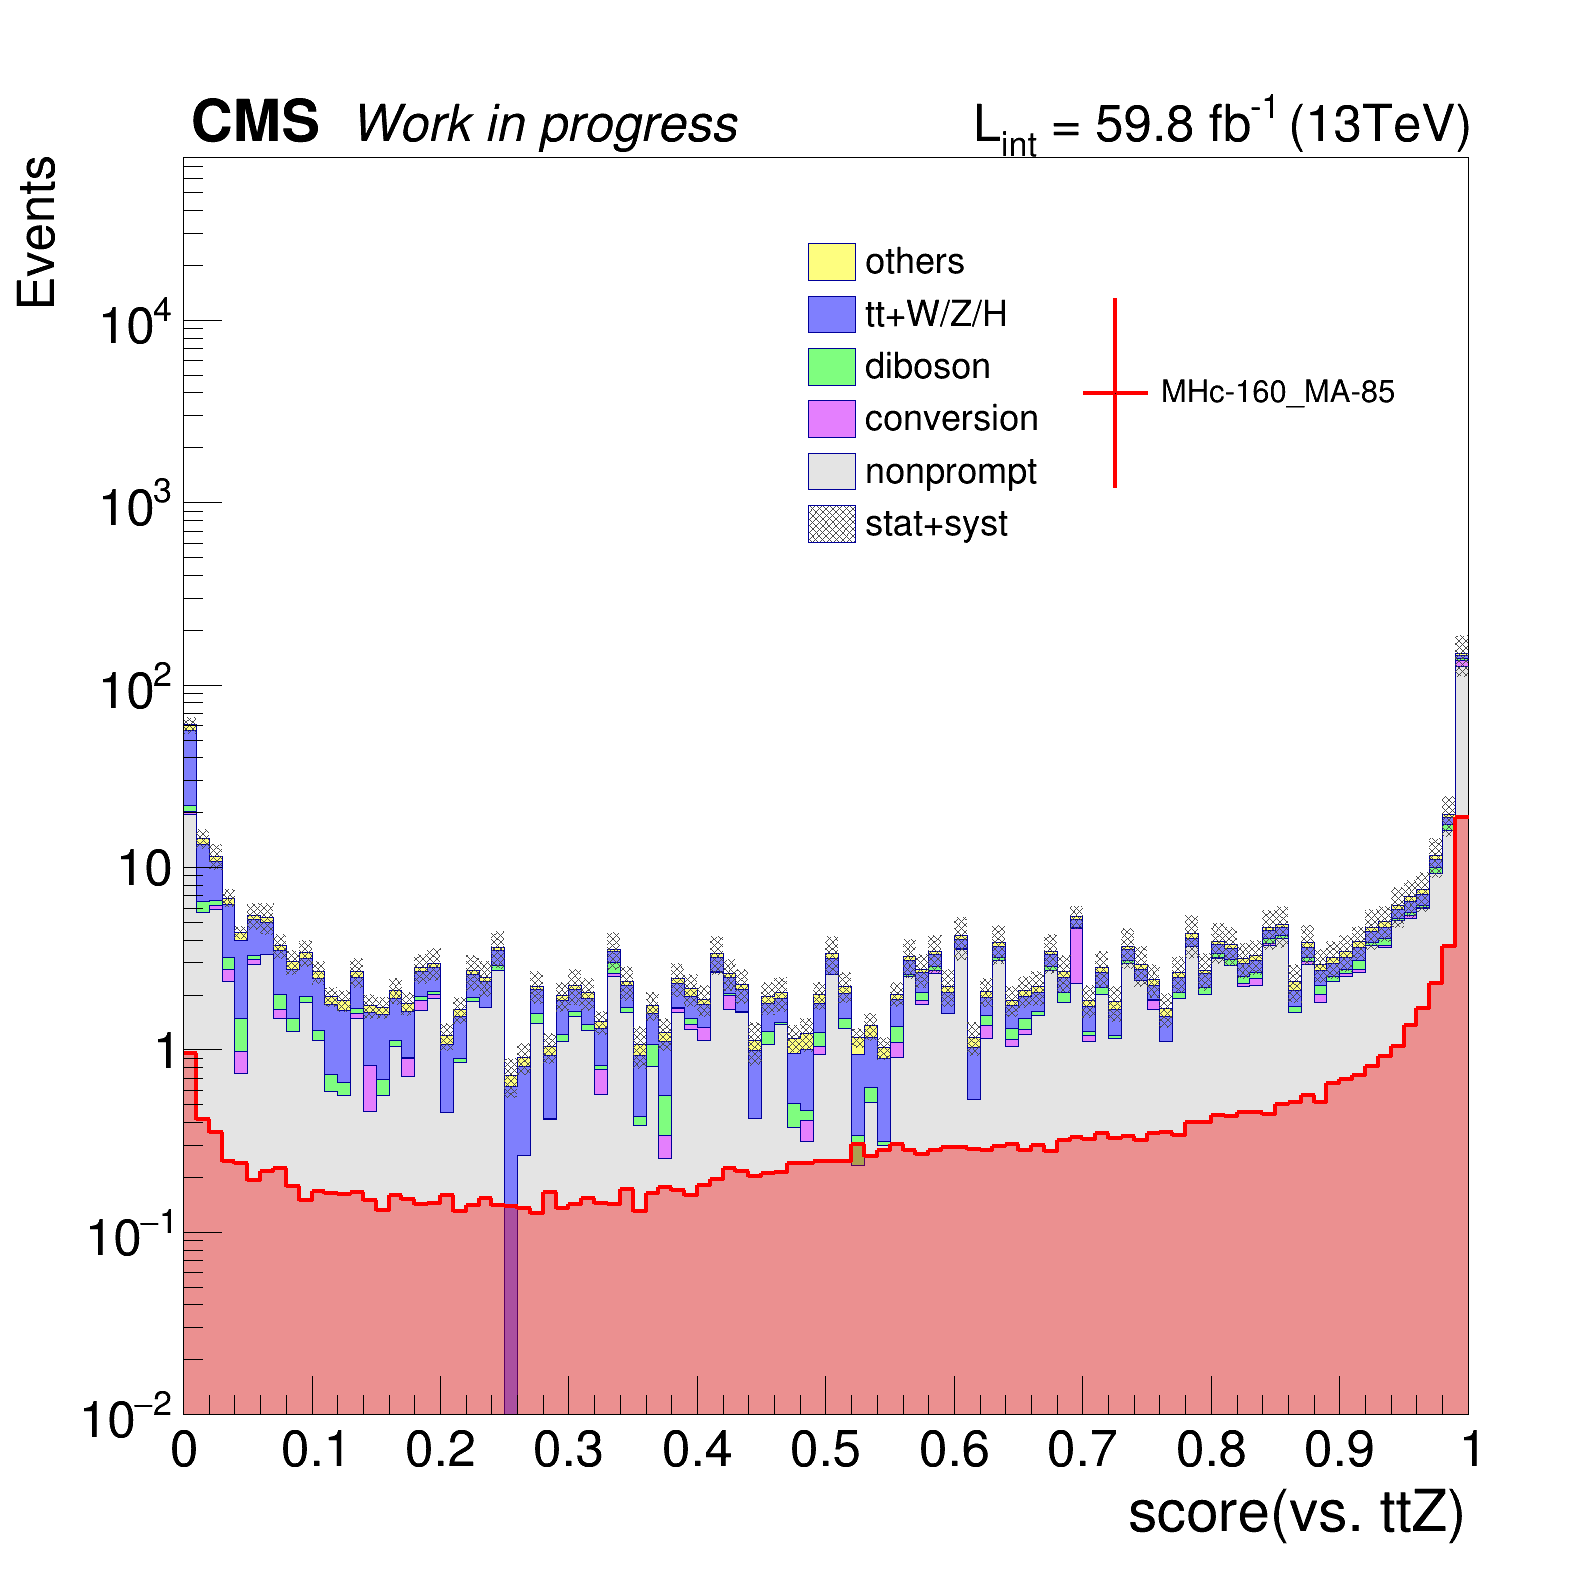 CMS Work in progress L_int = 59.8 fb^-1 (13TeV)
Events
others
tt+W/Z/H
diboson
conversion
nonprompt
stat+syst
MHc-160_MA-85
10^4
10^3
10^2
10
1
10^−1
10^−2
0 0.1 0.2 0.3 0.4 0.5 0.6 0.7 0.8 0.9 1
score(vs. ttZ)